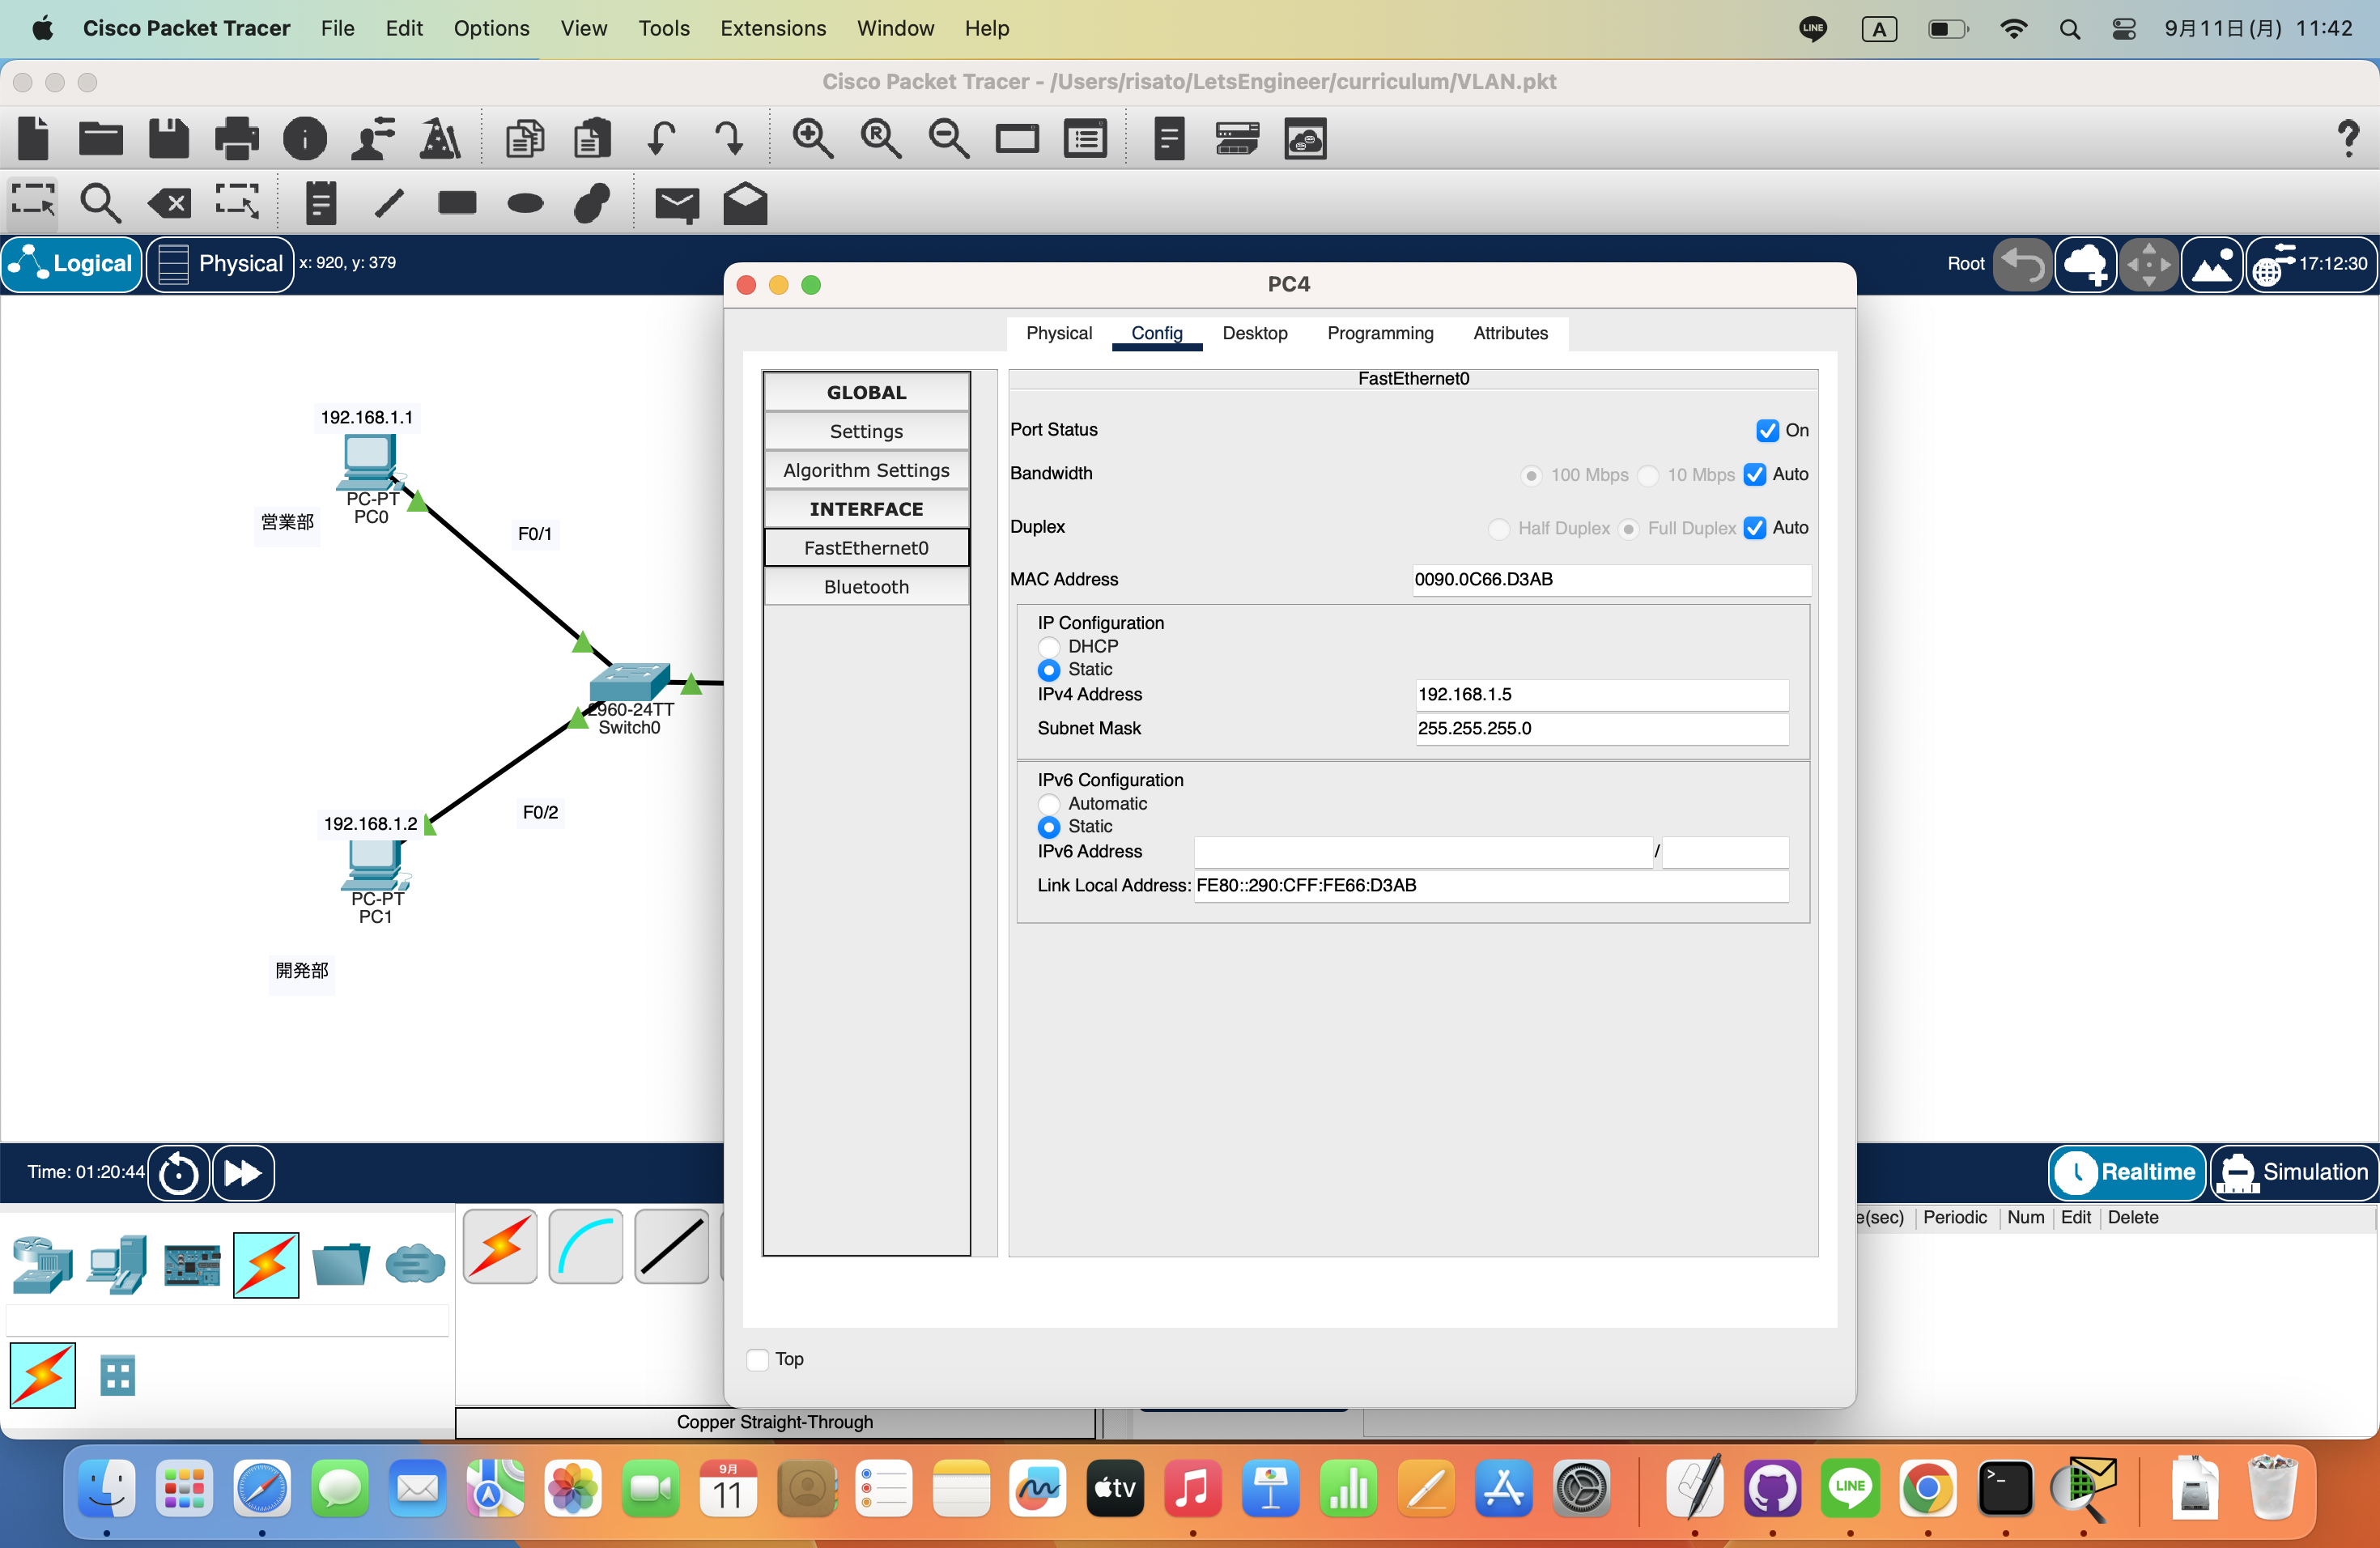 Cisco Packet Tracer File Edit Options View Tools Extensions Window Help LINE A 9月11日(月) 11:42
Cisco Packet Tracer - /Users/risato/LetsEngineer/curriculum/VLAN.pkt
Logical Physical x: 920, y: 379 Root 17:12:30
PC4
Physical Config Desktop Programming Attributes
GLOBAL
Settings
Algorithm Settings
INTERFACE
FastEthernet0
Bluetooth
FastEthernet0
Port Status On
Bandwidth 100 Mbps 10 Mbps Auto
Duplex Half Duplex Full Duplex Auto
MAC Address 0090.0C66.D3AB
IP Configuration
DHCP
Static
IPv4 Address 192.168.1.5
Subnet Mask 255.255.255.0
IPv6 Configuration
Automatic
Static
IPv6 Address /
Link Local Address: FE80::290:CFF:FE66:D3AB
Top
192.168.1.1
PC-PT
PC0
営業部
F0/1
2960-24TT
Switch0
F0/2
192.168.1.2
PC-PT
PC1
開発部
Time: 01:20:44 Realtime Simulation
e(sec) Periodic Num Edit Delete
Copper Straight-Through
9月
11
tv
LINE